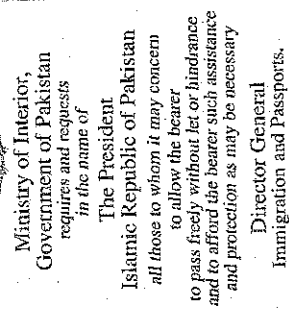 Ministry of Interior,
Government of Pakistan
requires and requests
in the name of
The President
Islamic Republic of Pakistan
all those to whom it may concern
to allow the bearer
to pass freely without let or hindrance
and to afford the bearer such assistance
and protection as may be necessary
Director General
Immigration and Passports.